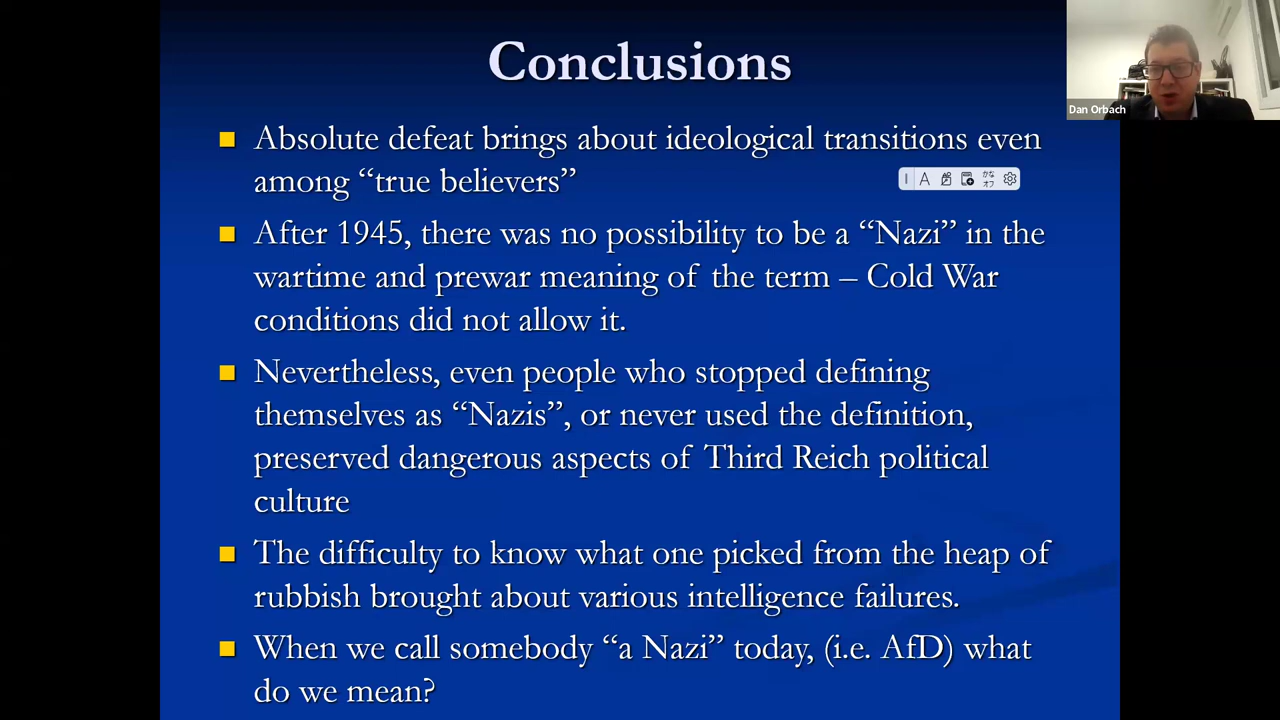 Conclusions
Dan Orbach
Absolute defeat brings about ideological transitions even
among “true believers”
A
かな
オフ
After 1945, there was no possibility to be a “Nazi” in the
wartime and prewar meaning of the term – Cold War
conditions did not allow it.
Nevertheless, even people who stopped defining
themselves as “Nazis”, or never used the definition,
preserved dangerous aspects of Third Reich political
culture
The difficulty to know what one picked from the heap of
rubbish brought about various intelligence failures.
When we call somebody “a Nazi” today, (i.e. AfD) what
do we mean?